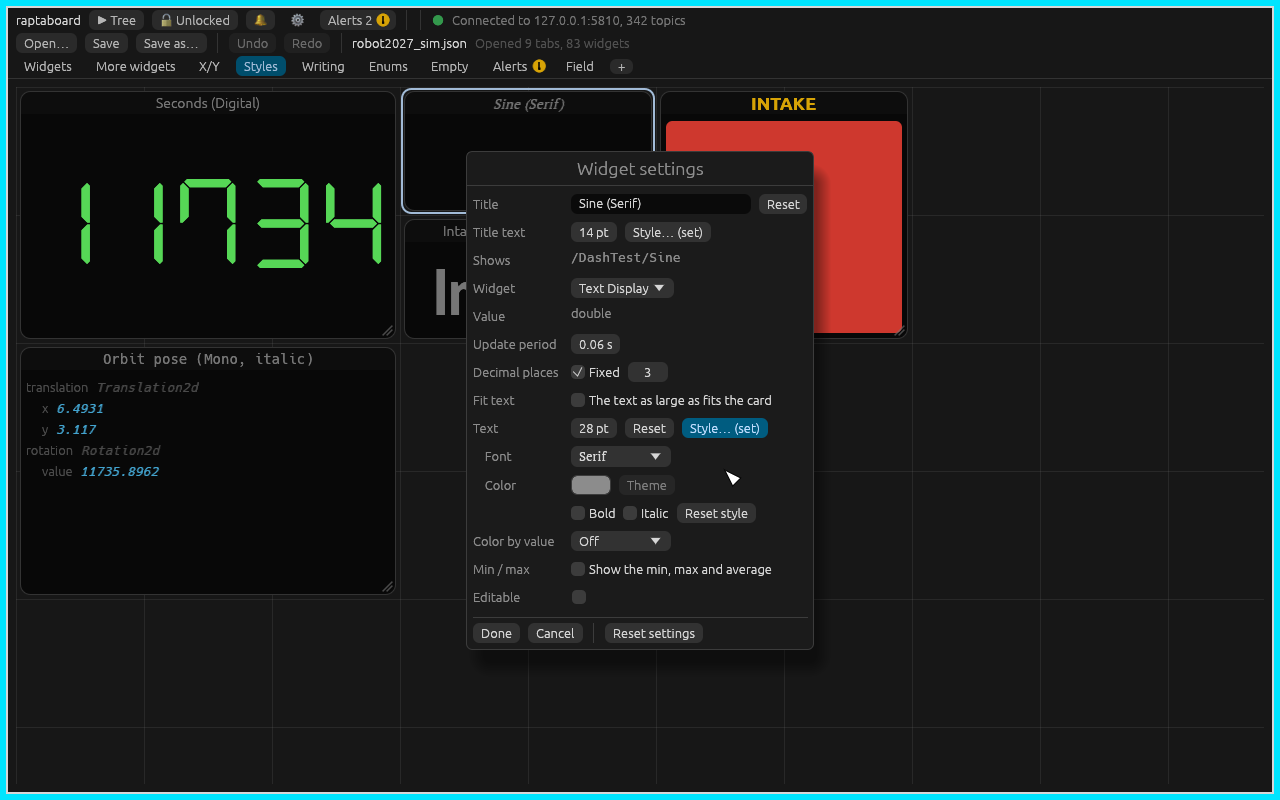 raptaboard ▶ Tree Unlocked Alerts 2 Connected to 127.0.0.1:5810, 342 topics
Open… Save Save as… Undo Redo robot2027_sim.json Opened 9 tabs, 83 widgets
Widgets More widgets X/Y Styles Writing Enums Empty Alerts Field +
Seconds (Digital)
11734
Sine (Serif)
INTAKE
Orbit pose (Mono, italic)
translation Translation2d
x 6.4931
y 3.117
rotation Rotation2d
value 11735.8962
Widget settings
Title Sine (Serif) Reset
Title text 14 pt Style… (set)
Shows /DashTest/Sine
Widget Text Display
Value double
Update period 0.06 s
Decimal places Fixed 3
Fit text The text as large as fits the card
Text 28 pt Reset Style… (set)
Font Serif
Color Theme
Bold Italic Reset style
Color by value Off
Min / max Show the min, max and average
Editable
Done Cancel Reset settings